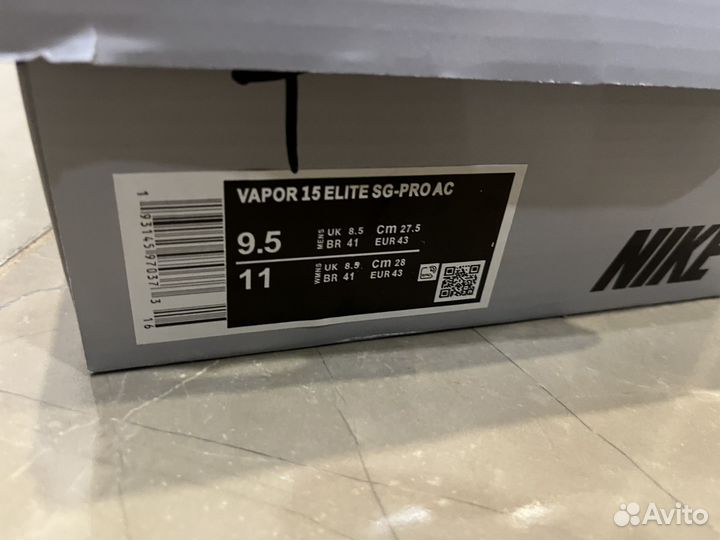 VAPOR 15 ELITE SG-PRO AC
9.5 MENS UK 8.5 Cm 27.5
BR 41 EUR 43
11 WMNS UK 8.5 Cm 28
BR 41 EUR 43
NIKE
Avito